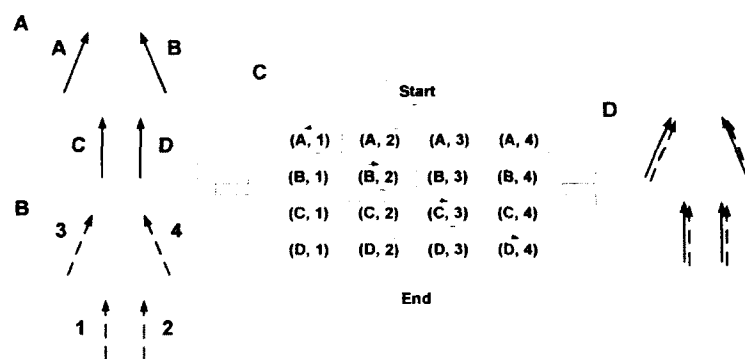 A
A
B
C
D
B
3
4
1
2
C
Start
(A, 1) (A, 2) (A, 3) (A, 4)
(B, 1) (B, 2) (B, 3) (B, 4)
(C, 1) (C, 2) (C, 3) (C, 4)
(D, 1) (D, 2) (D, 3) (D, 4)
End
D